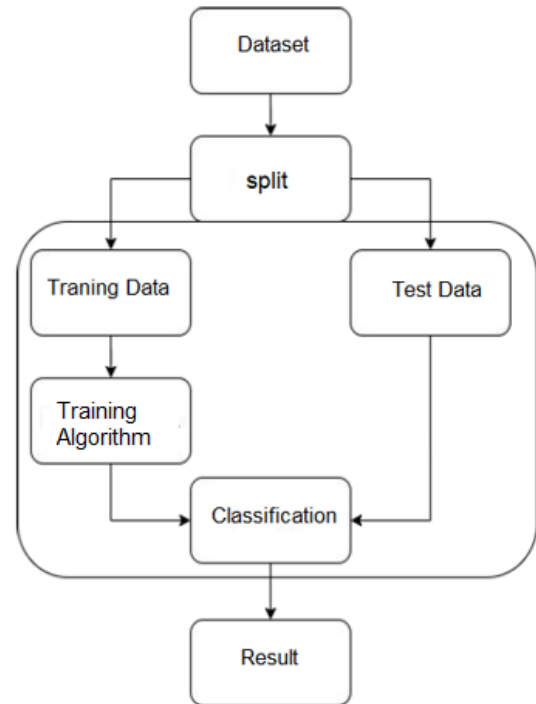 Dataset
split
Traning Data
Test Data
Training
Algorithm
Classification
Result